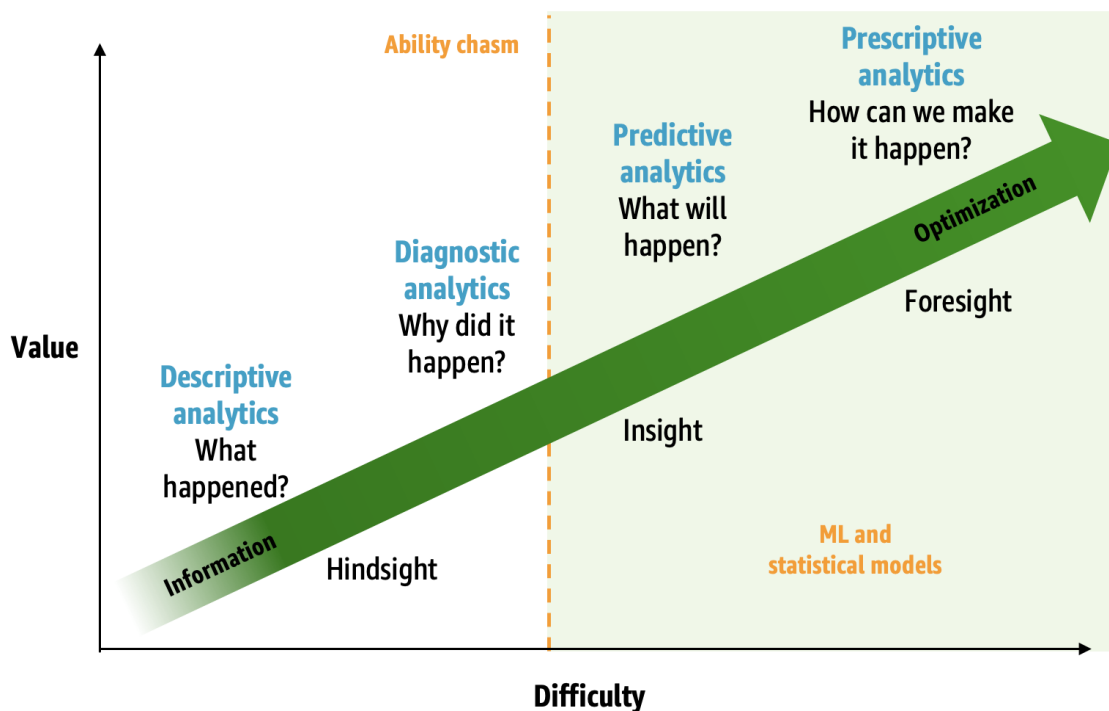 Ability chasm
Prescriptive
analytics
How can we make
it happen?
Predictive
analytics
What will
happen?
Optimization
Diagnostic
analytics
Why did it
happen?
Foresight
Value
Descriptive
analytics
What
happened?
Insight
Information
Hindsight
ML and
statistical models
Difficulty